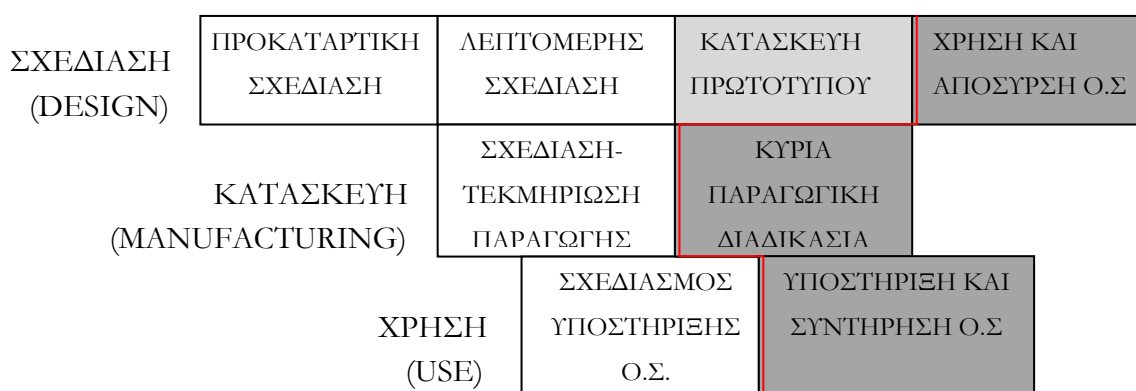 ΣΧΕΔΙΑΣΗ
(DESIGN)
ΠΡΟΚΑΤΑΡΤΙΚΗ
ΣΧΕΔΙΑΣΗ
ΛΕΠΤΟΜΕΡΗΣ
ΣΧΕΔΙΑΣΗ
ΚΑΤΑΣΚΕΥΗ
ΠΡΩΤΟΤΥΠΟΥ
ΧΡΗΣΗ ΚΑΙ
ΑΠΟΣΥΡΣΗ Ο.Σ
ΚΑΤΑΣΚΕΥΗ
(MANUFACTURING)
ΣΧΕΔΙΑΣΗ-
ΤΕΚΜΗΡΙΩΣΗ
ΠΑΡΑΓΩΓΗΣ
ΚΥΡΙΑ
ΠΑΡΑΓΩΓΙΚΗ
ΔΙΑΔΙΚΑΣΙΑ
ΧΡΗΣΗ
(USE)
ΣΧΕΔΙΑΣΜΟΣ
ΥΠΟΣΤΗΡΙΞΗΣ
Ο.Σ.
ΥΠΟΣΤΗΡΙΞΗ ΚΑΙ
ΣΥΝΤΗΡΗΣΗ Ο.Σ